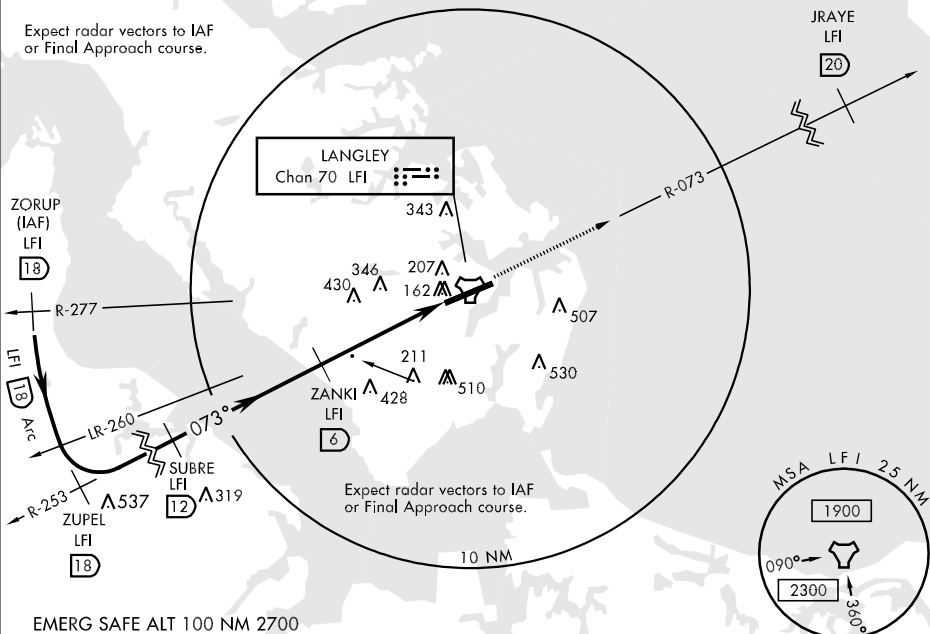 Expect radar vectors to IAF
or Final Approach course.
JRAYE
LFI
20
LANGLEY
Chan 70 LFI
R-073
343
ZORUP
(IAF)
LFI
18
R-277
430
346
207
162
507
LFI
18
Arc
LR-260
073°
ZANKI
LFI
6
211
428
510
530
R-253
ZUPEL
LFI
18
537
SUBRE
LFI
12
319
Expect radar vectors to IAF
or Final Approach course.
10 NM
MSA LFI 25 NM
1900
090°
2300
360°
EMERG SAFE ALT 100 NM 2700